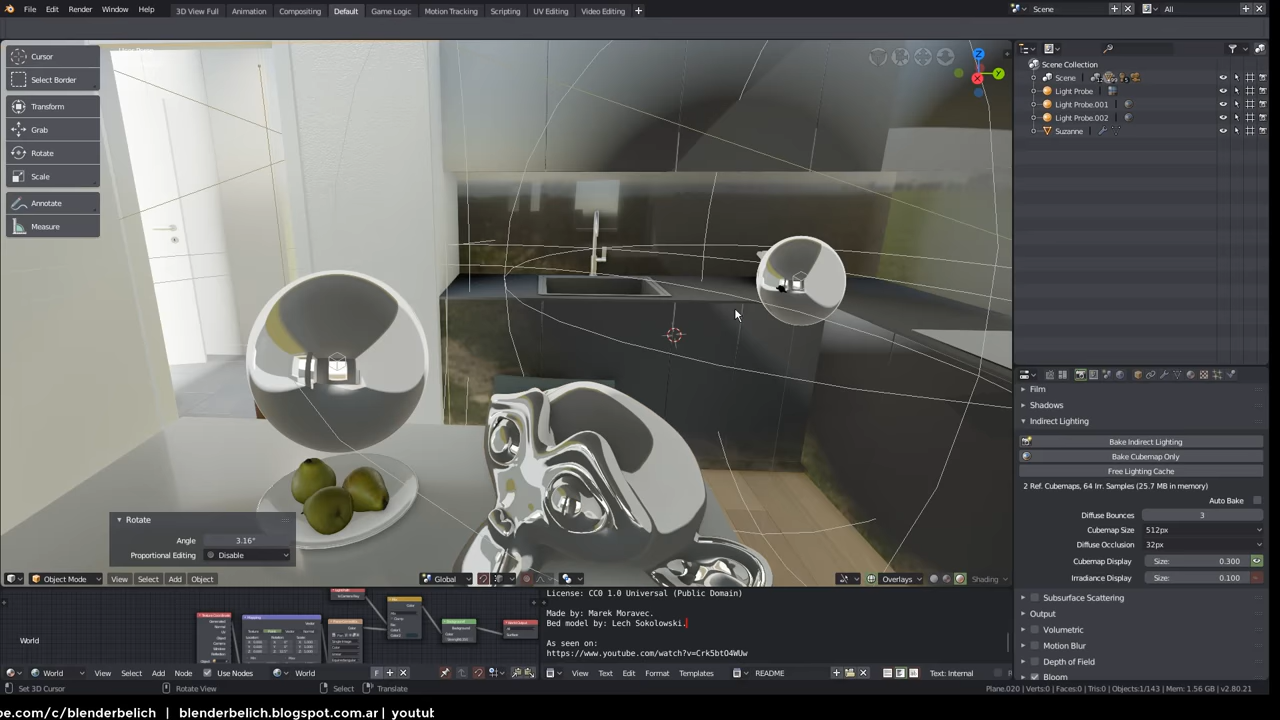 File Edit Render Window Help
3D View Full Animation Compositing Default Game Logic Motion Tracking Scripting UV Editing Video Editing
Scene
All
Cursor
Select Border
Transform
Grab
Rotate
Scale
Annotate
Measure
Rotate
Angle 3.16°
Proportional Editing Disable
Object Mode View Select Add Object
Global
Overlays
Shading
Scene Collection
Scene
Light Probe
Light Probe.001
Light Probe.002
Suzanne
Film
Shadows
Indirect Lighting
Bake Indirect Lighting
Bake Cubemap Only
Free Lighting Cache
2 Ref. Cubemaps, 64 Irr. Samples (25.7 MB in memory)
Auto Bake
Diffuse Bounces 3
Cubemap Size 512px
Diffuse Occlusion 32px
Cubemap Display Size: 0.300
Irradiance Display Size: 0.100
Subsurface Scattering
Output
Volumetric
Motion Blur
Depth of Field
Bloom
World
License: CC0 1.0 Universal (Public Domain)
Made by: Marek Moravec.
Bed model by: Lech Sokolowski.
As seen on:
https://www.youtube.com/watch?v=Crk5btO4WUw
World View Select Add Node Use Nodes World F
View Text Edit Format Templates README Text: Internal
Set 3D Cursor Rotate View Select Translate
Plane.020 | Verts:0 | Faces:0 | Tris:0 | Objects:1/143 | Mem: 1.56 GB | v2.80.21
be.com/c/blenderbelich | blenderbelich.blogspot.com.ar | youtut